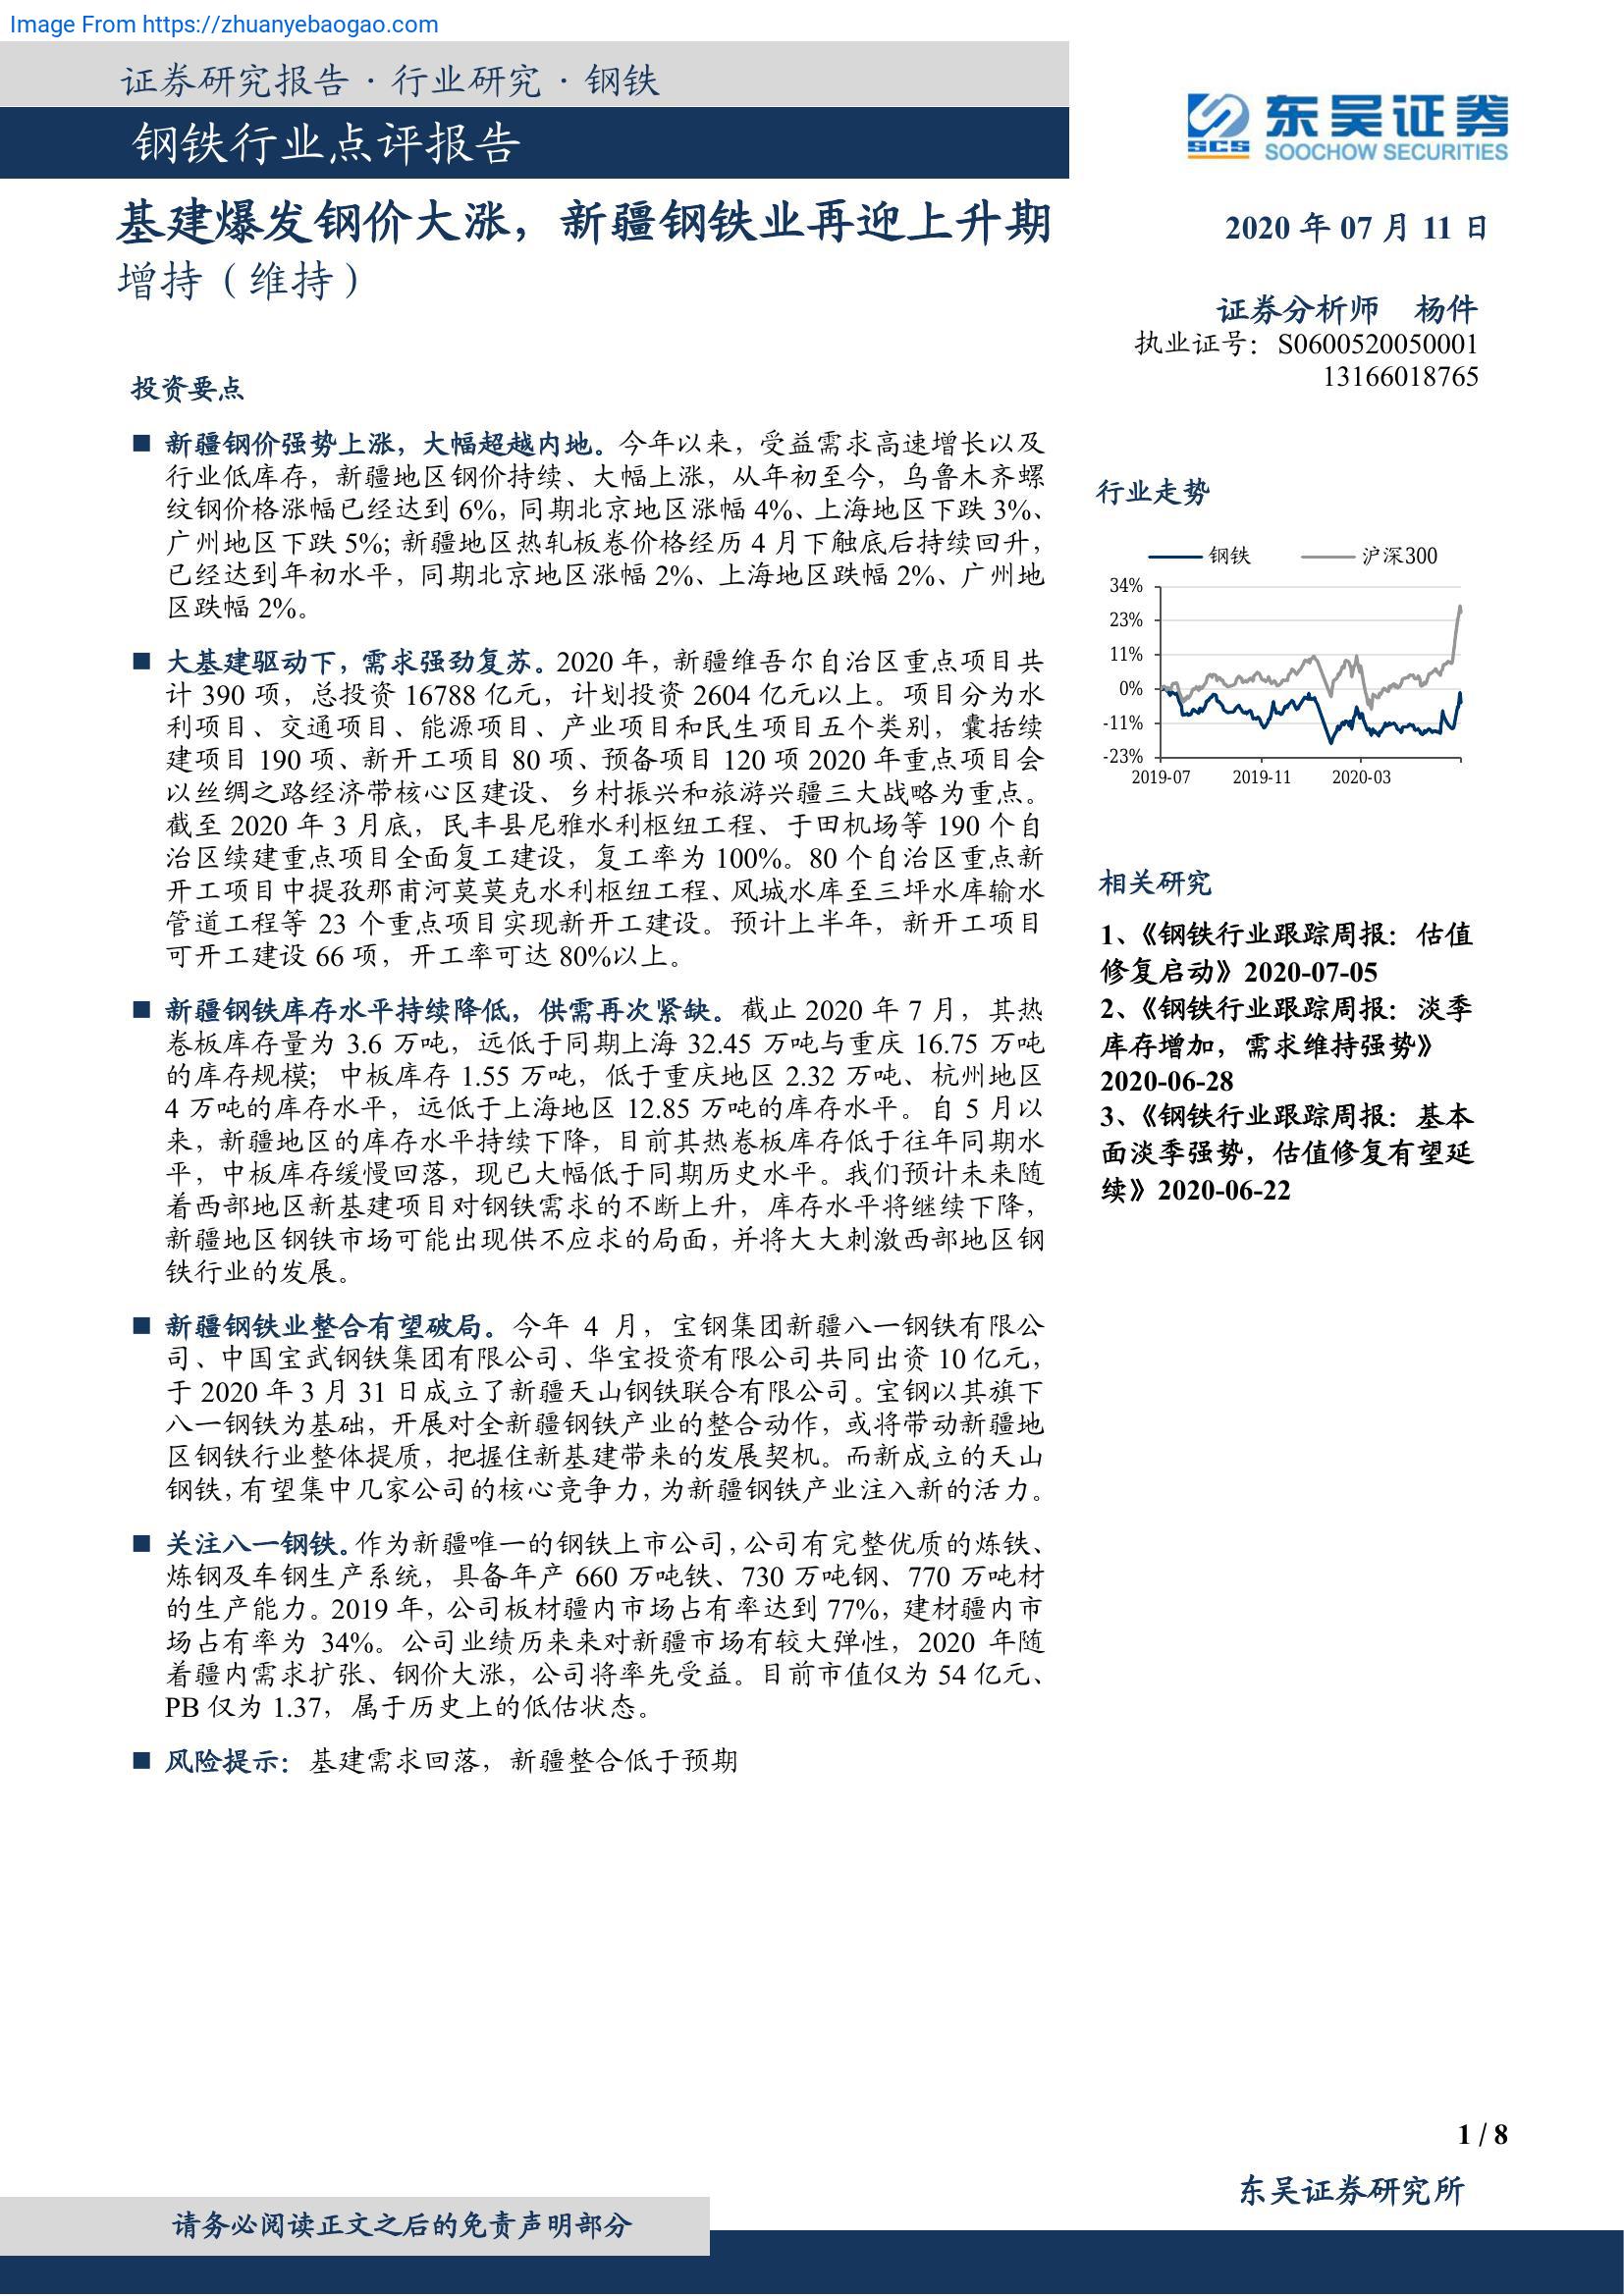 Image From https://zhuanyebaogao.com
证券研究报告 · 行业研究 · 钢铁
钢铁行业点评报告
东吴证券
SCS
SOOCHOW SECURITIES
基建爆发钢价大涨，新疆钢铁业再迎上升期
增持（维持）
2020 年 07 月 11 日
证券分析师 杨件
执业证号：S0600520050001
13166018765
投资要点
■ 新疆钢价强势上涨，大幅超越内地。今年以来，受益需求高速增长以及
行业低库存，新疆地区钢价持续、大幅上涨，从年初至今，乌鲁木齐螺
纹钢价格涨幅已经达到 6%，同期北京地区涨幅 4%、上海地区下跌 3%、
广州地区下跌 5%；新疆地区热轧板卷价格经历 4 月下触底后持续回升，
已经达到年初水平，同期北京地区涨幅 2%、上海地区跌幅 2%、广州地
区跌幅 2%。
■ 大基建驱动下，需求强劲复苏。2020 年，新疆维吾尔自治区重点项目共
计 390 项，总投资 16788 亿元，计划投资 2604 亿元以上。项目分为水
利项目、交通项目、能源项目、产业项目和民生项目五个类别，囊括续
建项目 190 项、新开工项目 80 项、预备项目 120 项 2020 年重点项目会
以丝绸之路经济带核心区建设、乡村振兴和旅游兴疆三大战略为重点。
截至 2020 年 3 月底，民丰县尼雅水利枢纽工程、于田机场等 190 个自
治区续建重点项目全面复工建设，复工率为 100%。80 个自治区重点新
开工项目中提孜那甫河莫莫克水利枢纽工程、风城水库至三坪水库输水
管道工程等 23 个重点项目实现新开工建设。预计上半年，新开工项目
可开工建设 66 项，开工率可达 80%以上。
■ 新疆钢铁库存水平持续降低，供需再次紧缺。截止 2020 年 7 月，其热
卷板库存量为 3.6 万吨，远低于同期上海 32.45 万吨与重庆 16.75 万吨
的库存规模；中板库存 1.55 万吨，低于重庆地区 2.32 万吨、杭州地区
4 万吨的库存水平，远低于上海地区 12.85 万吨的库存水平。自 5 月以
来，新疆地区的库存水平持续下降，目前其热卷板库存低于往年同期水
平，中板库存缓慢回落，现已大幅低于同期历史水平。我们预计未来随
着西部地区新基建项目对钢铁需求的不断上升，库存水平将继续下降，
新疆地区钢铁市场可能出现供不应求的局面，并将大大刺激西部地区钢
铁行业的发展。
■ 新疆钢铁业整合有望破局。今年 4 月，宝钢集团新疆八一钢铁有限公
司、中国宝武钢铁集团有限公司、华宝投资有限公司共同出资 10 亿元，
于 2020 年 3 月 31 日成立了新疆天山钢铁联合有限公司。宝钢以其旗下
八一钢铁为基础，开展对全新疆钢铁产业的整合动作，或将带动新疆地
区钢铁行业整体提质，把握住新基建带来的发展契机。而新成立的天山
钢铁，有望集中几家公司的核心竞争力，为新疆钢铁产业注入新的活力。
■ 关注八一钢铁。作为新疆唯一的钢铁上市公司，公司有完整优质的炼铁、
炼钢及车钢生产系统，具备年产 660 万吨铁、730 万吨钢、770 万吨材
的生产能力。2019 年，公司板材疆内市场占有率达到 77%，建材疆内市
场占有率为 34%。公司业绩历来来对新疆市场有较大弹性，2020 年随
着疆内需求扩张、钢价大涨，公司将率先受益。目前市值仅为 54 亿元、
PB 仅为 1.37，属于历史上的低估状态。
■ 风险提示：基建需求回落，新疆整合低于预期
行业走势
钢铁 沪深300
34%
23%
11%
0%
-11%
-23%
2019-07 2019-11 2020-03
相关研究
1、《钢铁行业跟踪周报：估值
修复启动》2020-07-05
2、《钢铁行业跟踪周报：淡季
库存增加，需求维持强势》
2020-06-28
3、《钢铁行业跟踪周报：基本
面淡季强势，估值修复有望延
续》2020-06-22
1 / 8
东吴证券研究所
请务必阅读正文之后的免责声明部分